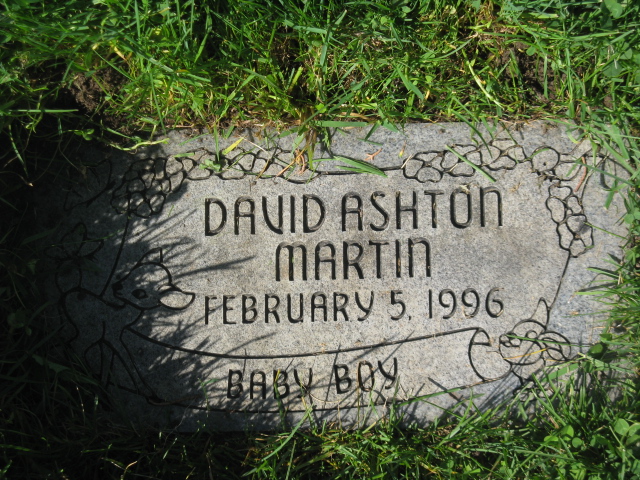 DAVID ASHTON
MARTIN
FEBRUARY 5, 1996
BABY BOY